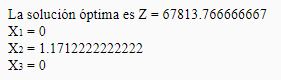 La solución óptima es Z = 67813.766666667
X1 = 0
X2 = 1.1712222222222
X3 = 0